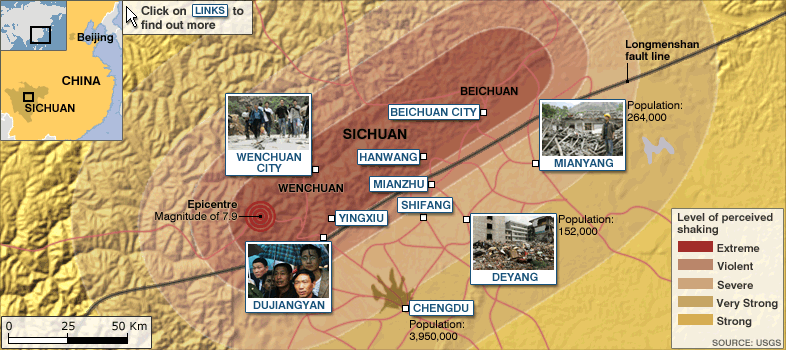 Click on LINKS to
find out more
Beijing
CHINA
SICHUAN
Longmenshan
fault line
BEICHUAN
BEICHUAN CITY
Population:
264,000
SICHUAN
WENCHUAN
CITY
HANWANG
MIANYANG
MIANZHU
WENCHUAN
Epicentre
Magnitude of 7.9
SHIFANG
YINGXIU
Population:
152,000
Level of perceived
shaking
Extreme
Violent
Severe
Very Strong
Strong
DEYANG
DUJIANGYAN
CHENGDU
Population:
3,950,000
0 25 50 Km
SOURCE: USGS